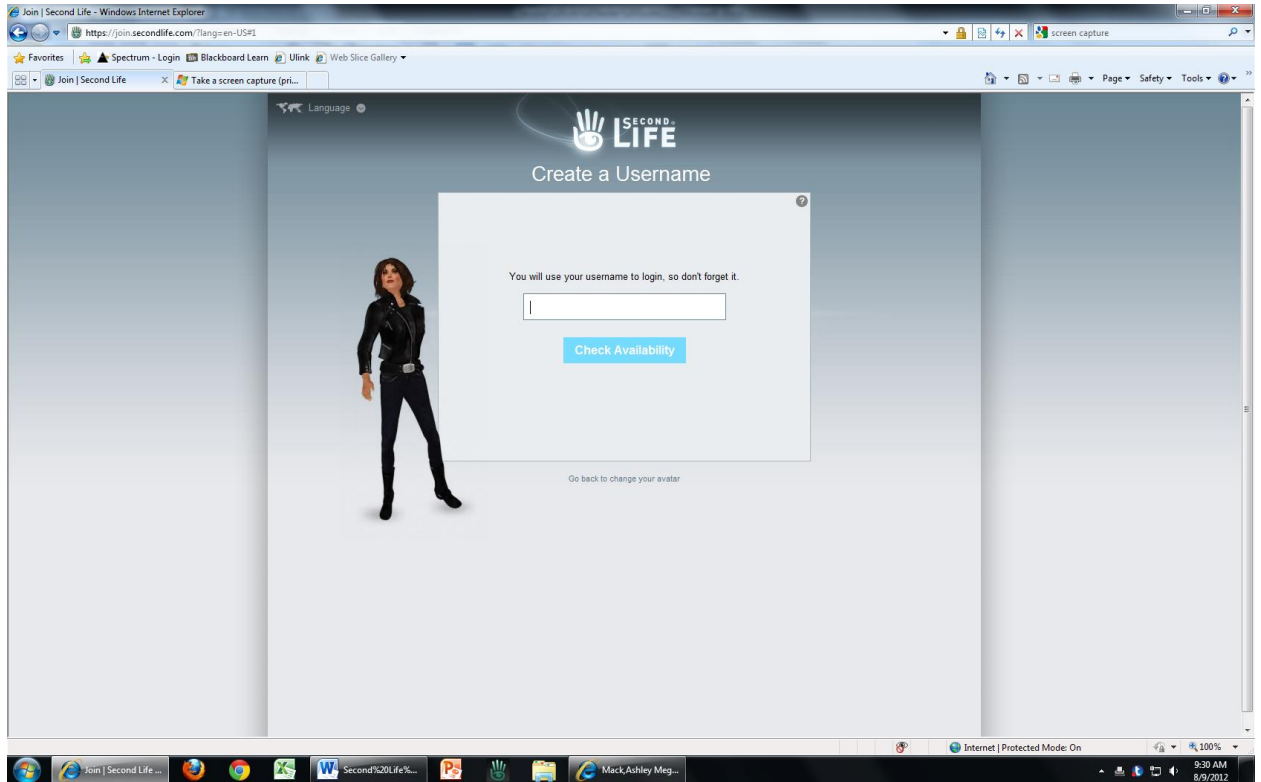 Join | Second Life - Windows Internet Explorer
https://join.secondlife.com/?lang=en-US#1
screen capture
Favorites
Spectrum - Login
Blackboard Learn
Ulink
Web Slice Gallery
Join | Second Life
X
Take a screen capture (pri...
Page
Safety
Tools
Language
SECOND
LIFE
Create a Username
?
You will use your username to login, so don't forget it.
Check Availability
Go back to change your avatar
Internet | Protected Mode: On
100%
Join | Second Life ...
Second%20Life%...
Mack,Ashley Meg...
9:30 AM
8/9/2012